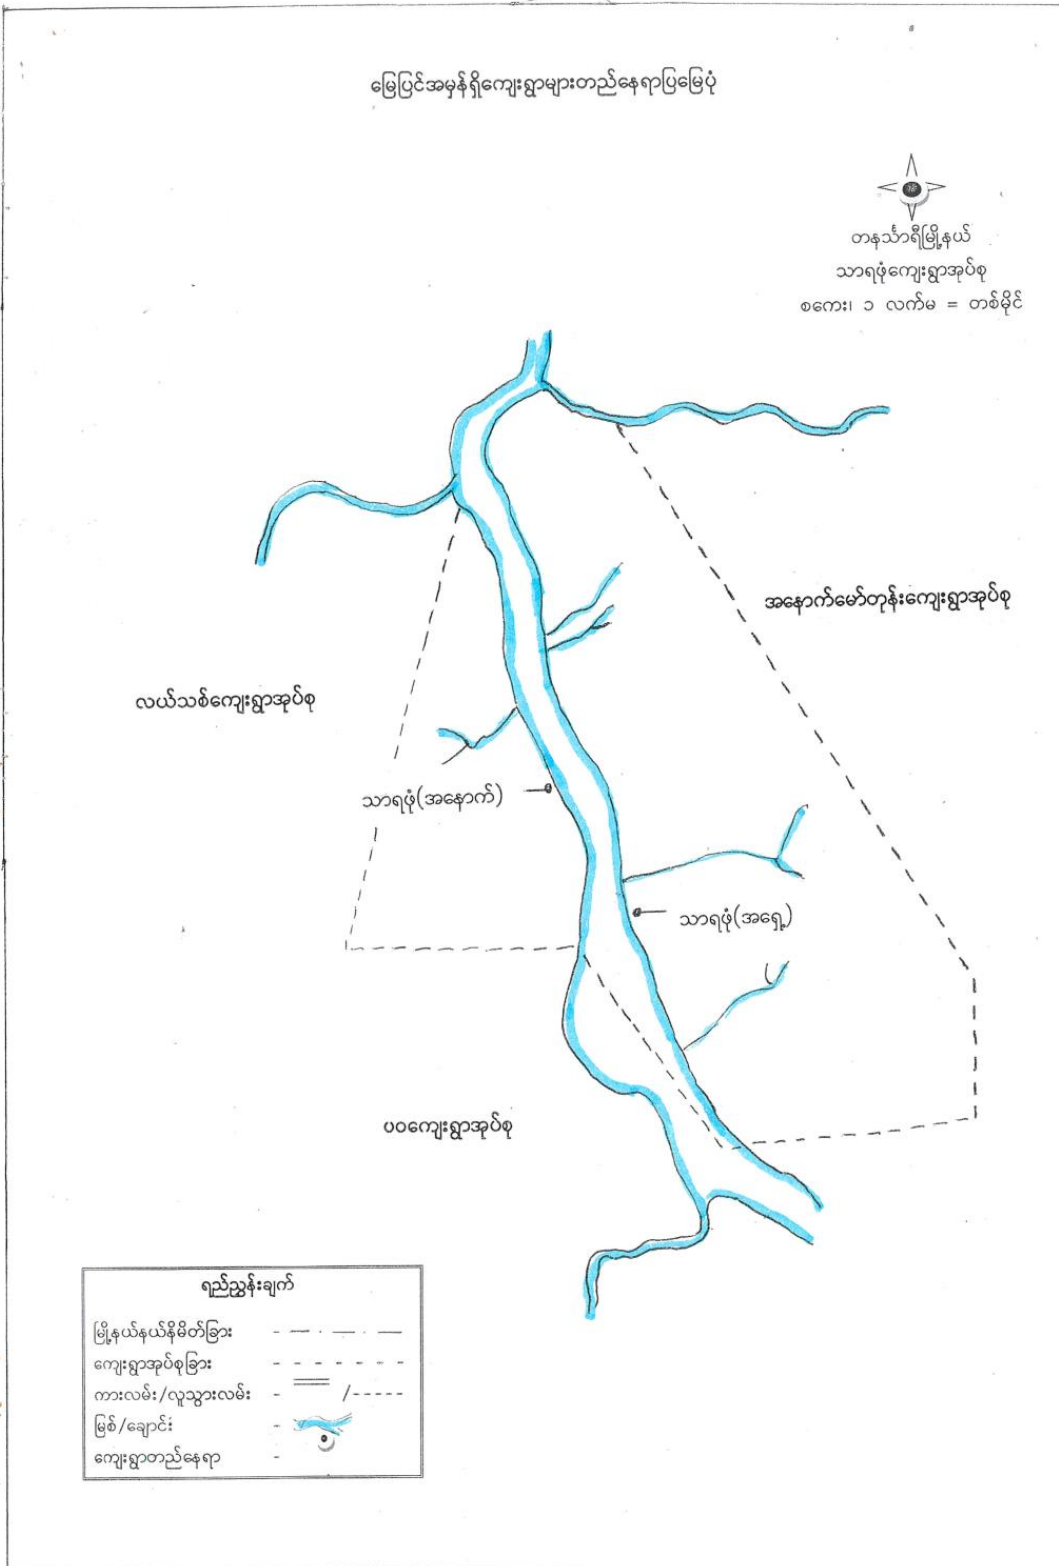 မြေပြင်အမှန်ရှိကျေးရွာများတည်နေရာပြမြေပုံ
တနင်္သာရီမြို့နယ်
သာရဖုံကျေးရွာအုပ်စု
စကေး၊ ၁ လက်မ = တစ်မိုင်
အနောက်မော်တုန်းကျေးရွာအုပ်စု
လယ်သစ်ကျေးရွာအုပ်စု
သာရဖုံ(အနောက်)
သာရဖုံ(အရှေ့)
ပဝကျေးရွာအုပ်စု
ရည်ညွှန်းချက်
မြို့နယ်နယ်နိမိတ်ခြား
ကျေးရွာအုပ်စုခြား
ကားလမ်း/လူသွားလမ်း
မြစ်/ချောင်း
ကျေးရွာတည်နေရာ